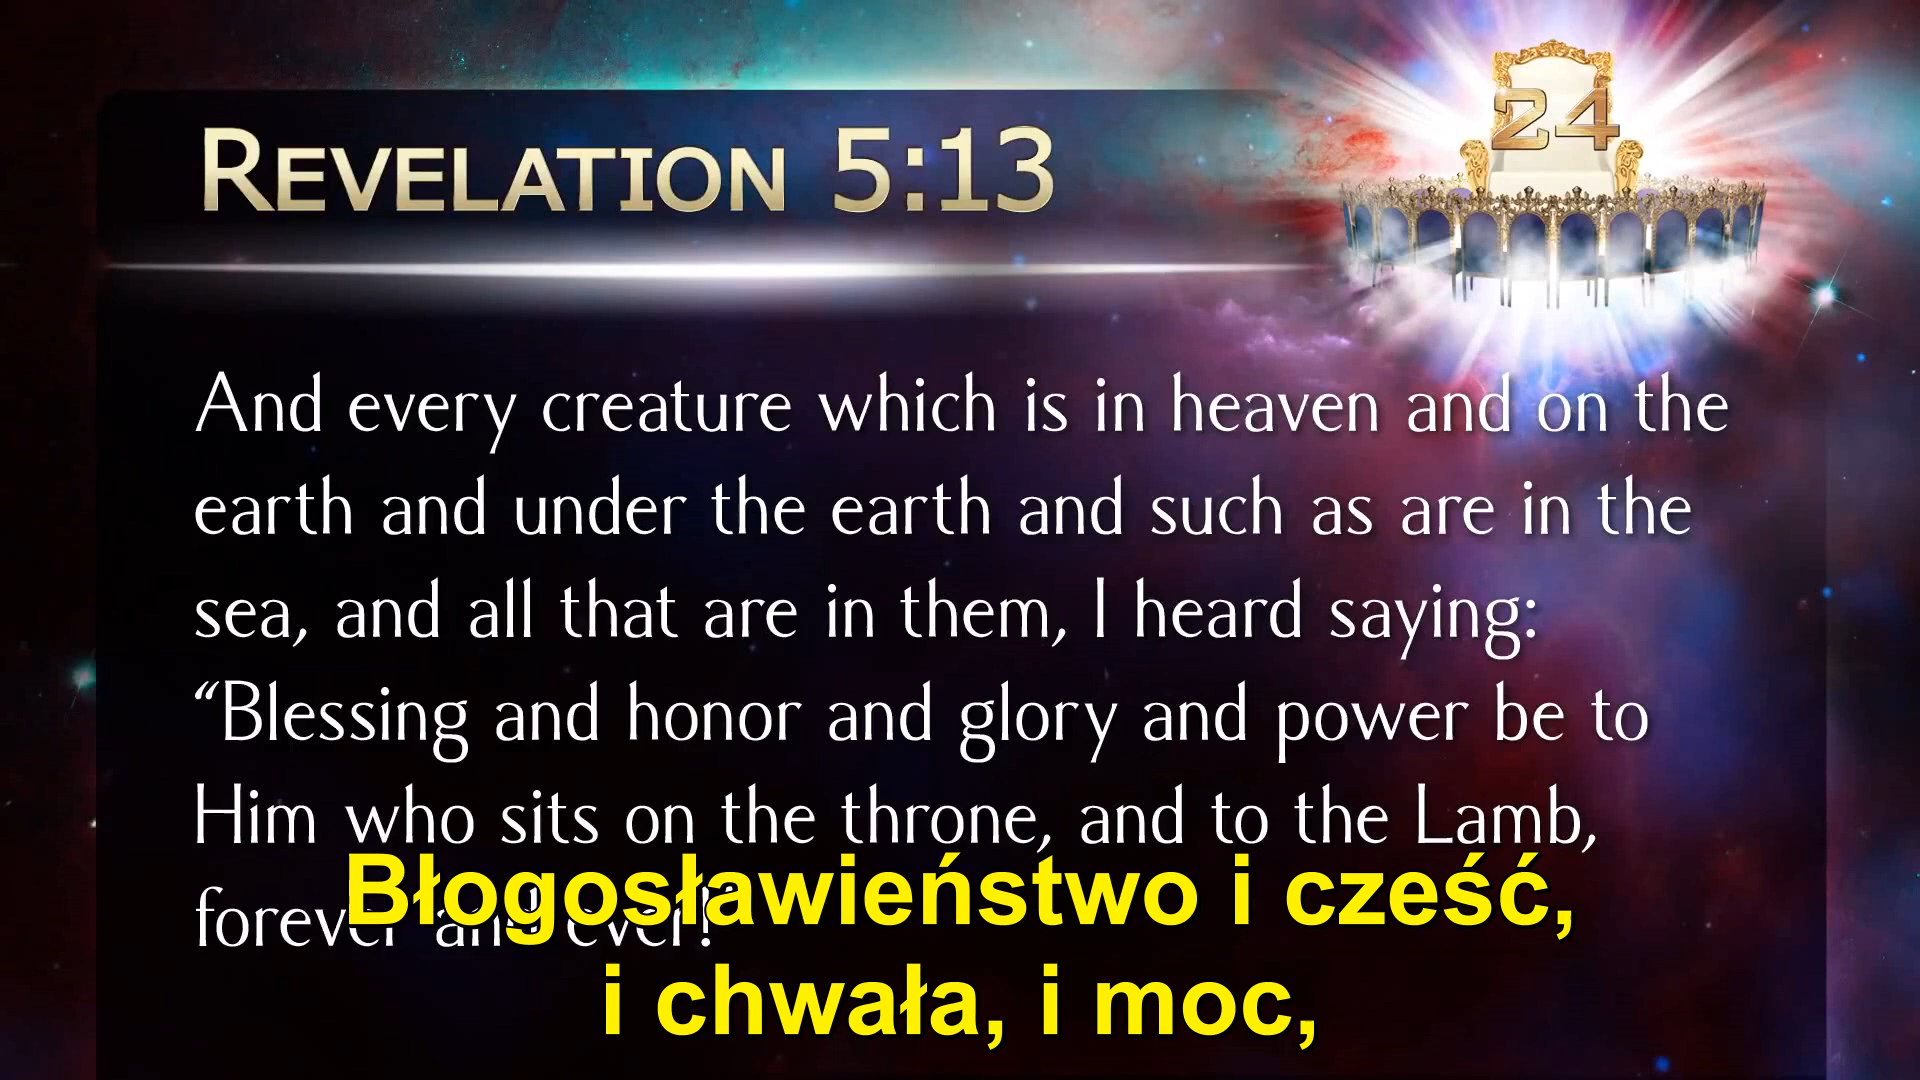 24
REVELATION 5:13
And every creature which is in heaven and on the
earth and under the earth and such as are in the
sea, and all that are in them, I heard saying:
“Blessing and honor and glory and power be to
Him who sits on the throne, and to the Lamb,
forever and ever!”
Błogosławieństwo i cześć,
i chwała, i moc,